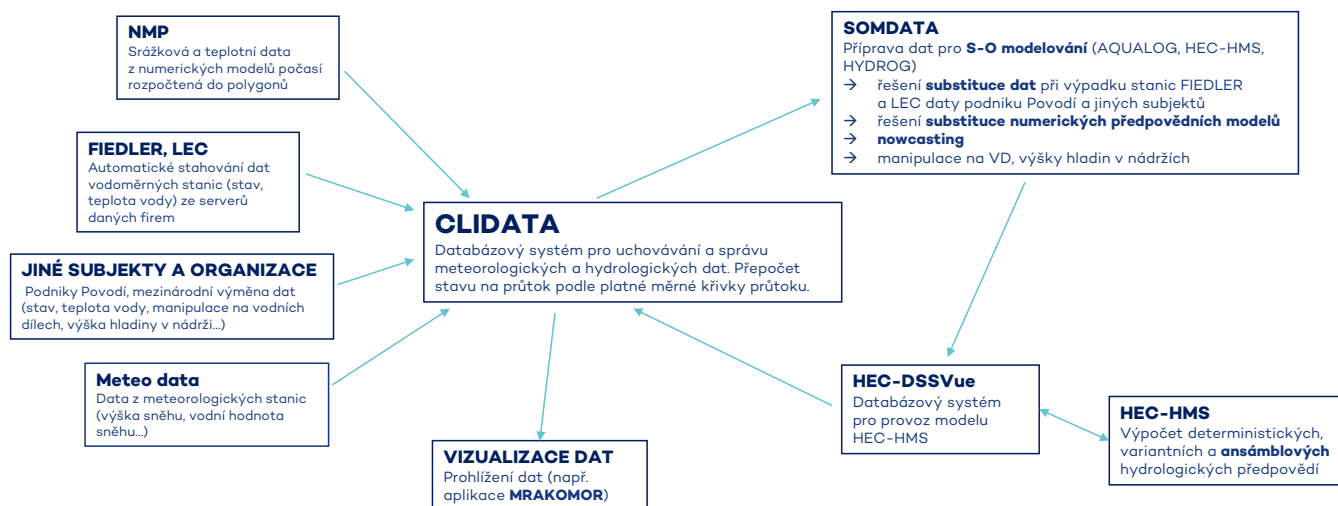 NMP
Srážková a teplotní data
z numerických modelů počasí
rozpočtená do polygonů
FIEDLER, LEC
Automatické stahování dat
vodoměrných stanic (stav,
teplota vody) ze serverů
daných firem
JINÉ SUBJEKTY A ORGANIZACE
Podniky Povodí, mezinárodní výměna dat
(stav, teplota vody, manipulace na vodních
dílech, výška hladiny v nádrži...)
Meteo data
Data z meteorologických stanic
(výška sněhu, vodní hodnota
sněhu...)
CLIDATA
Databázový systém pro uchovávání a správu
meteorologických a hydrologických dat. Přepočet
stavu na průtok podle platné měrné křivky průtoku.
VIZUALIZACE DAT
Prohlížení dat (např.
aplikace MRAKOMOR)
SOMDATA
Příprava dat pro S-O modelování (AQUALOG, HEC-HMS,
HYDROG)
→ řešení substituce dat při výpadku stanic FIEDLER
a LEC daty podniku Povodí a jiných subjektů
→ řešení substituce numerických předpovědních modelů
→ nowcasting
→ manipulace na VD, výšky hladin v nádržích
HEC-DSSVue
Databázový systém
pro provoz modelu
HEC-HMS
HEC-HMS
Výpočet deterministických,
variantních a ansámblových
hydrologických předpovědí